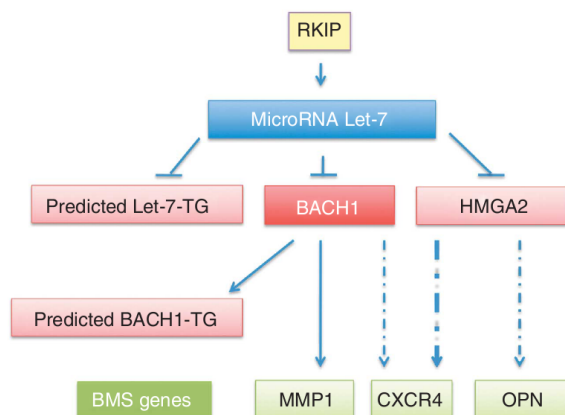 RKIP
MicroRNA Let-7
Predicted Let-7-TG
BACH1
HMGA2
Predicted BACH1-TG
BMS genes
MMP1
CXCR4
OPN